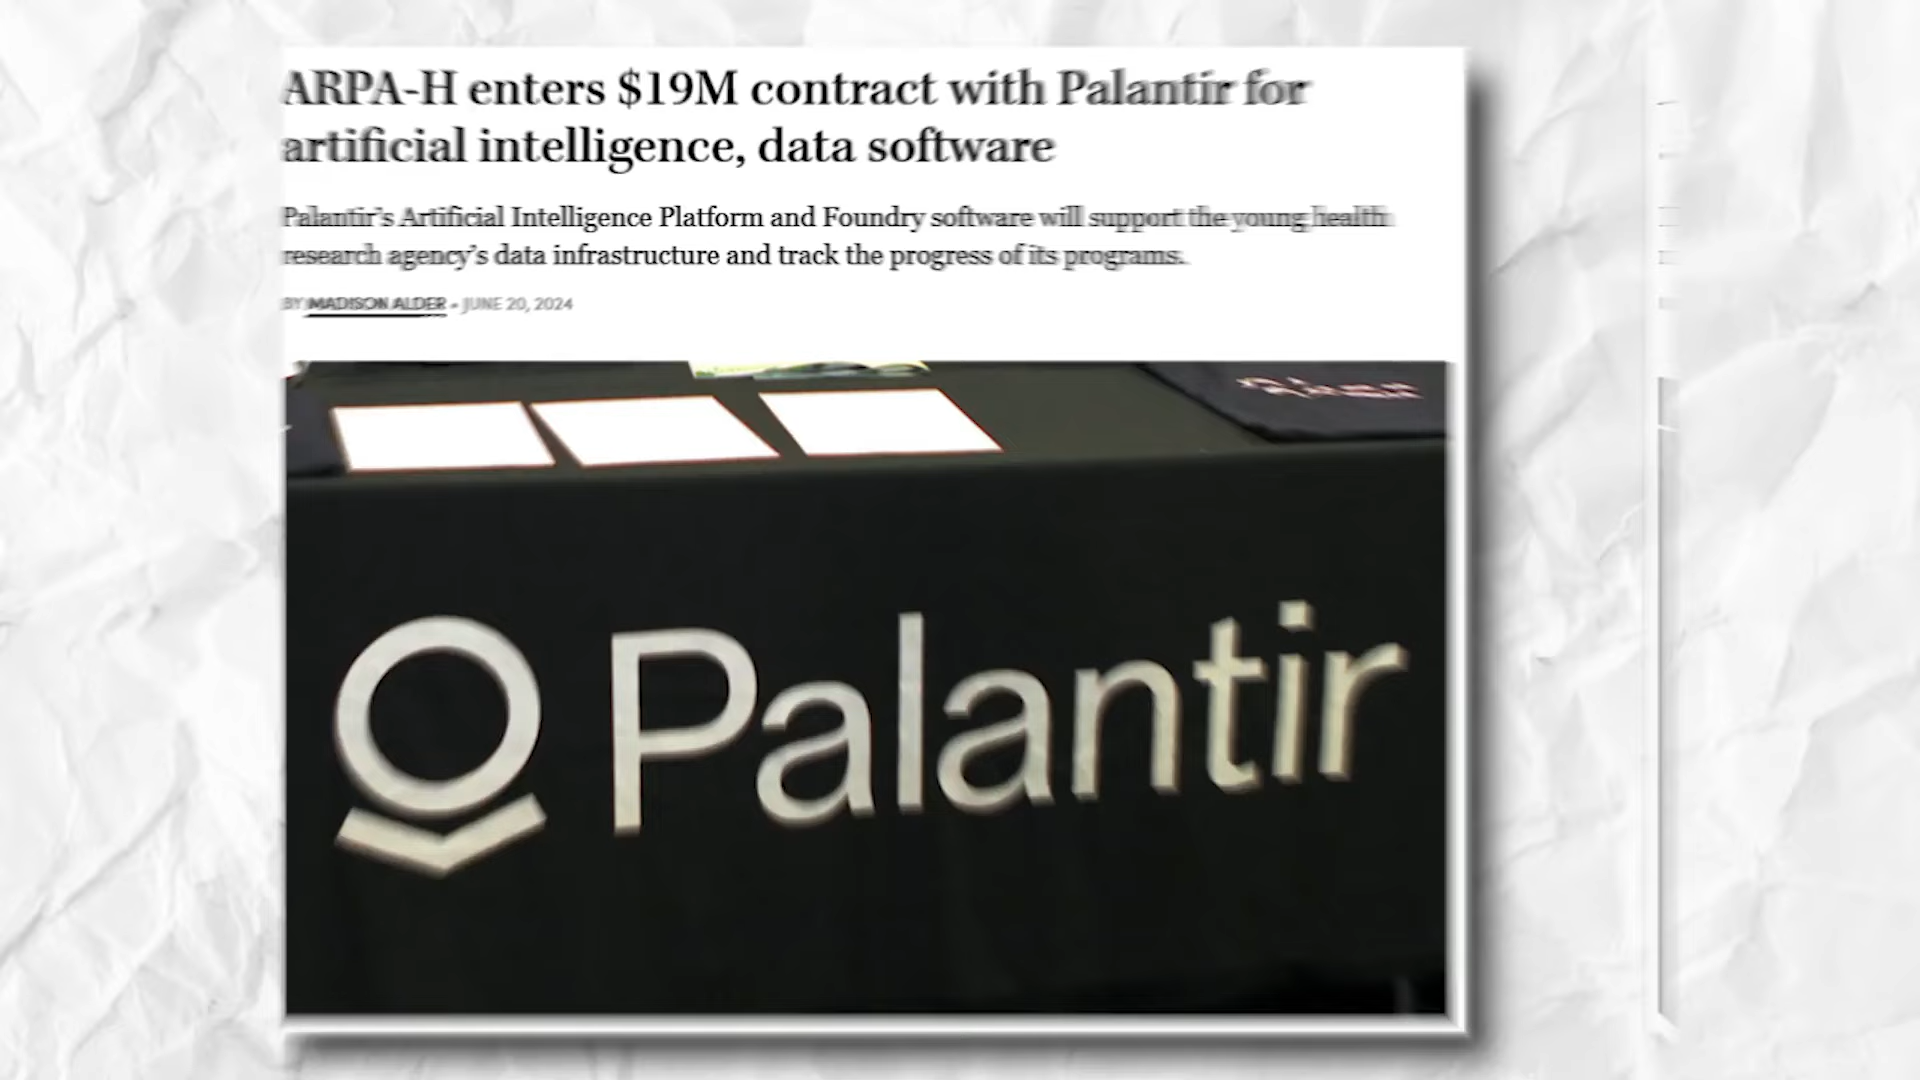 ARPA-H enters $19M contract with Palantir for
artificial intelligence, data software
Palantir's Artificial Intelligence Platform and Foundry software will support the young health
research agency's data infrastructure and track the progress of its programs.
BY MADISON ALDER • JUNE 20, 2024
Palantir